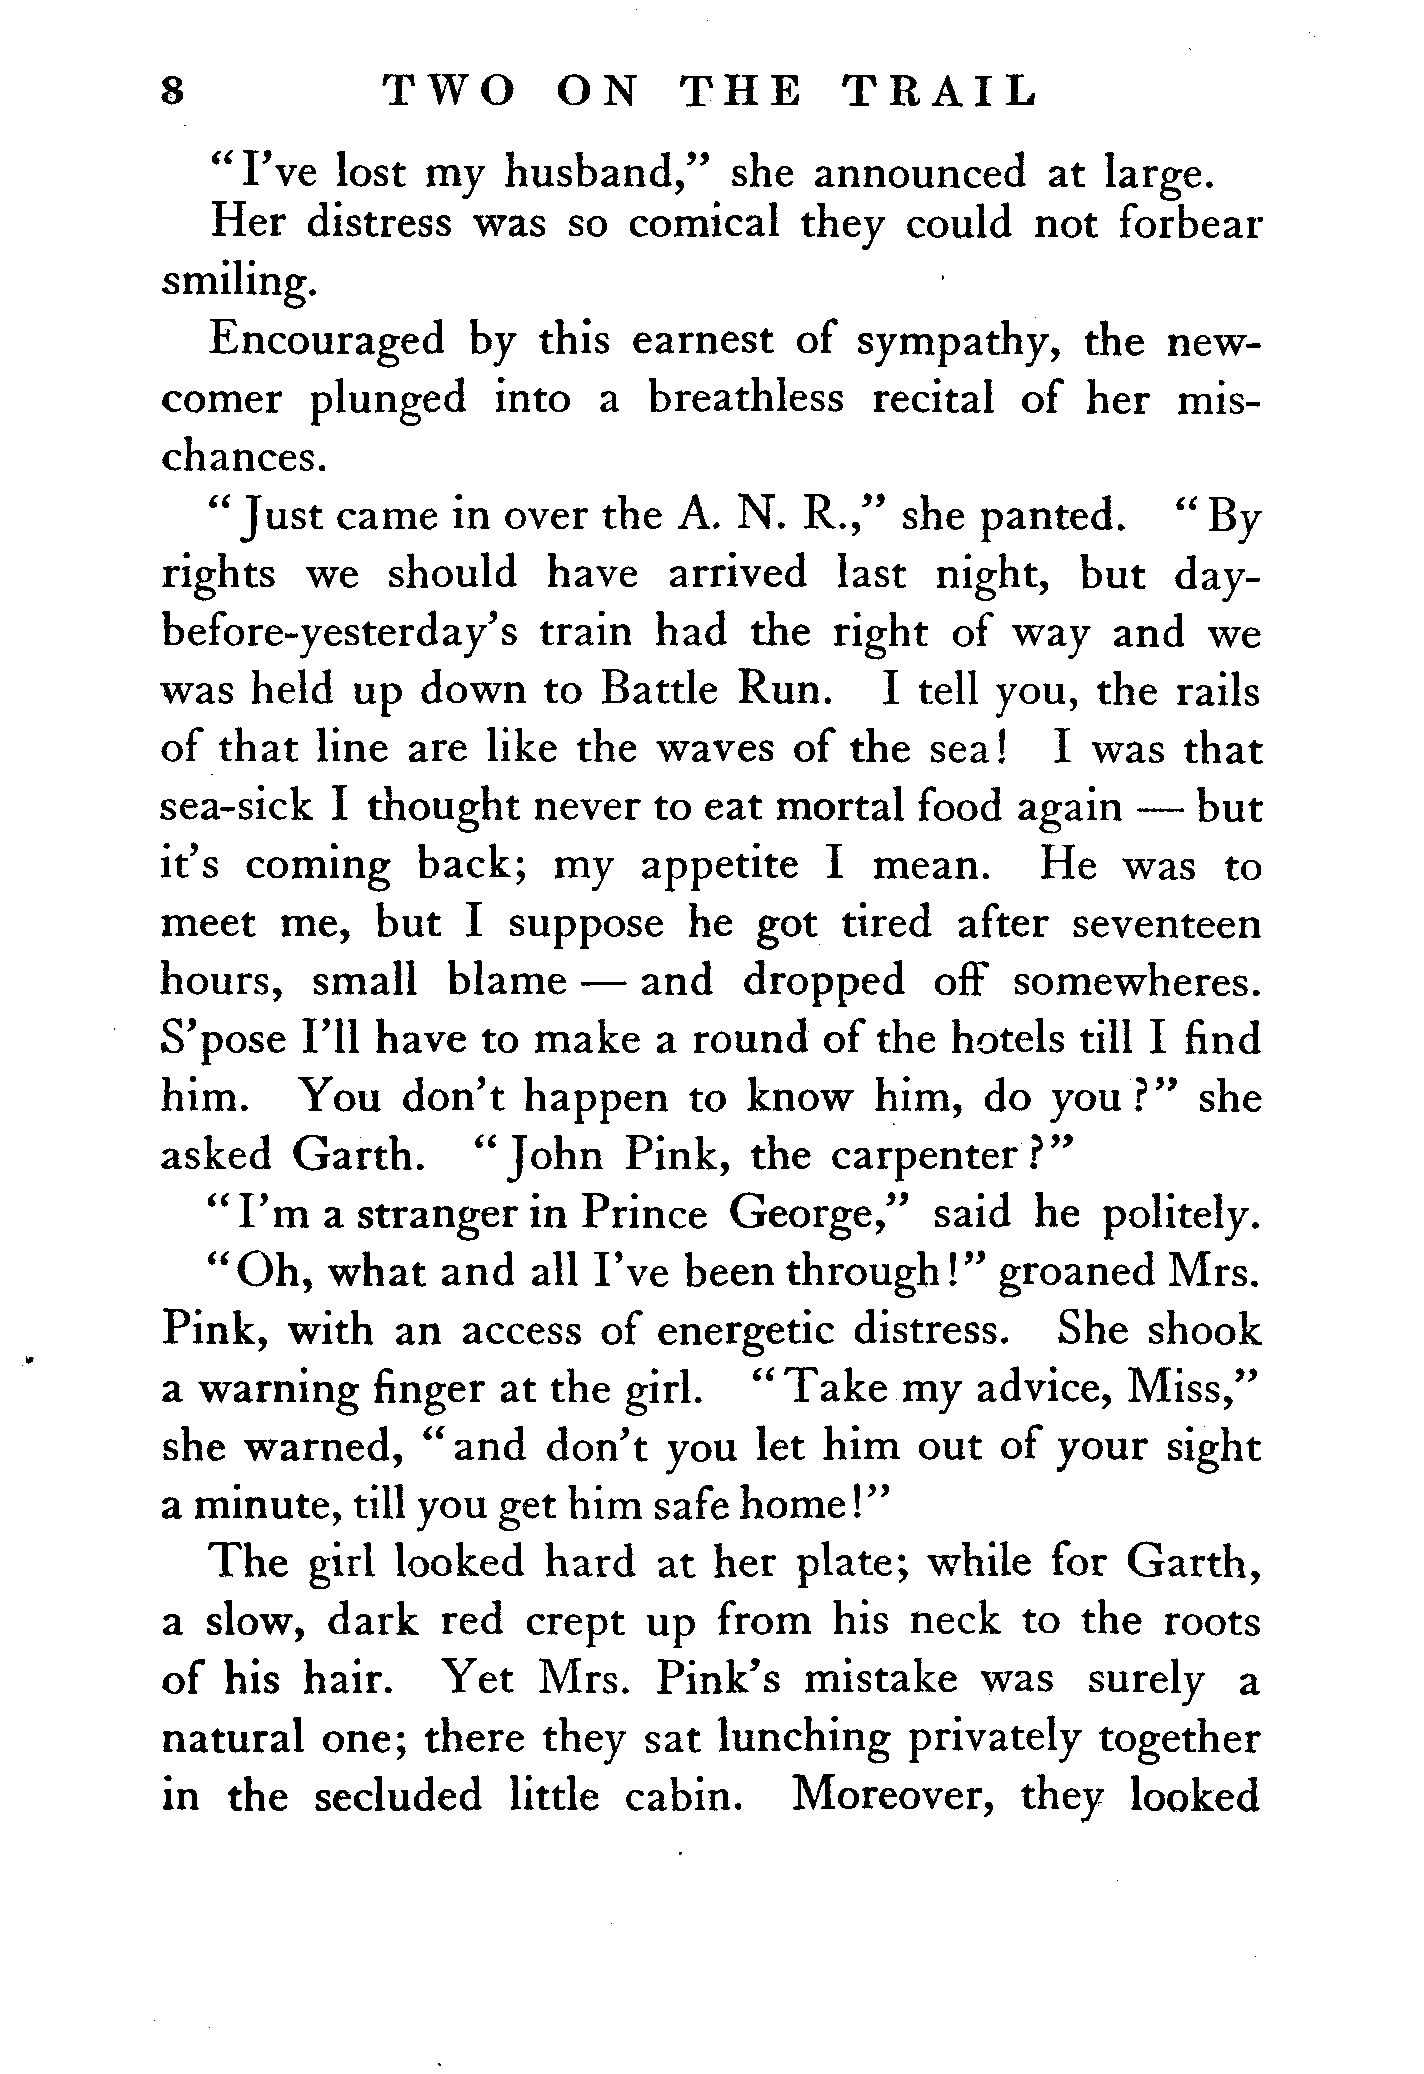 8 TWO ON THE TRAIL
"I've lost my husband," she announced at large.
Her distress was so comical they could not forbear
smiling.
Encouraged by this earnest of sympathy, the new-
comer plunged into a breathless recital of her mis-
chances.
"Just came in over the A. N. R.," she panted. "By
rights we should have arrived last night, but day-
before-yesterday's train had the right of way and we
was held up down to Battle Run. I tell you, the rails
of that line are like the waves of the sea! I was that
sea-sick I thought never to eat mortal food again — but
it's coming back; my appetite I mean. He was to
meet me, but I suppose he got tired after seventeen
hours, small blame — and dropped off somewheres.
S'pose I'll have to make a round of the hotels till I find
him. You don't happen to know him, do you?" she
asked Garth. "John Pink, the carpenter?"
"I'm a stranger in Prince George," said he politely.
"Oh, what and all I've been through!" groaned Mrs.
Pink, with an access of energetic distress. She shook
a warning finger at the girl. "Take my advice, Miss,"
she warned, "and don't you let him out of your sight
a minute, till you get him safe home!"
The girl looked hard at her plate; while for Garth,
a slow, dark red crept up from his neck to the roots
of his hair. Yet Mrs. Pink's mistake was surely a
natural one; there they sat lunching privately together
in the secluded little cabin. Moreover, they looked